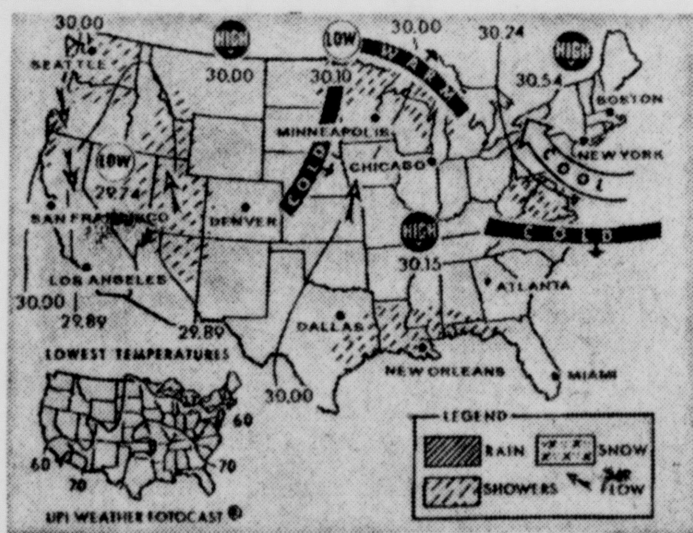 30.00
SEATTLE
HIGH
30.00
LOW
30.10
WARM
30.00
30.24
HIGH
30.54
BOSTON
NEW YORK
COOL
MINNEAPOLIS
CHICAGO
COLD
LOW
29.74
SAN FRANCISCO
DENVER
HIGH
30.15
COLD
LOS ANGELES
ATLANTA
30.00
29.89
29.89
DALLAS
NEW ORLEANS
MIAMI
30.00
LOWEST TEMPERATURES
60
60
70
70
UPI WEATHER FOTOCAST
LEGEND
RAIN
SNOW
SHOWERS
FLOW